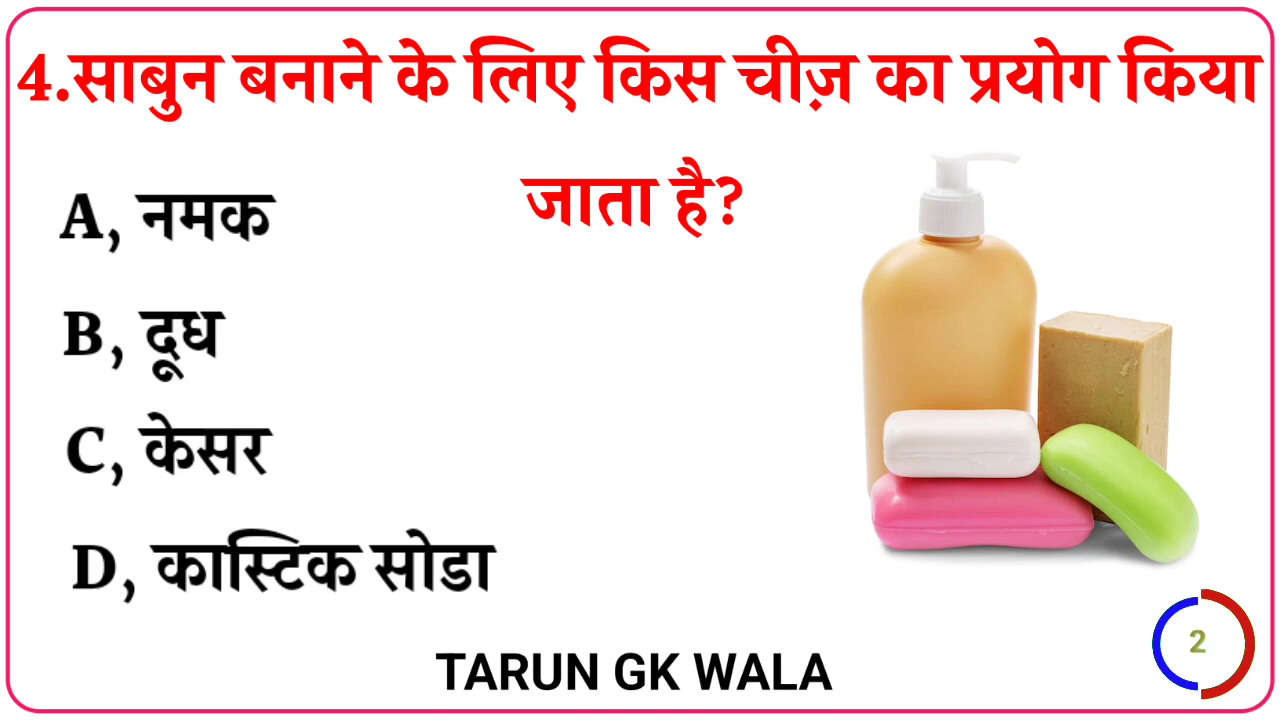 4.साबुन बनाने के लिए किस चीज़ का प्रयोग किया
जाता है?
A, नमक
B, दूध
C, केसर
D, कास्टिक सोडा
2
TARUN GK WALA